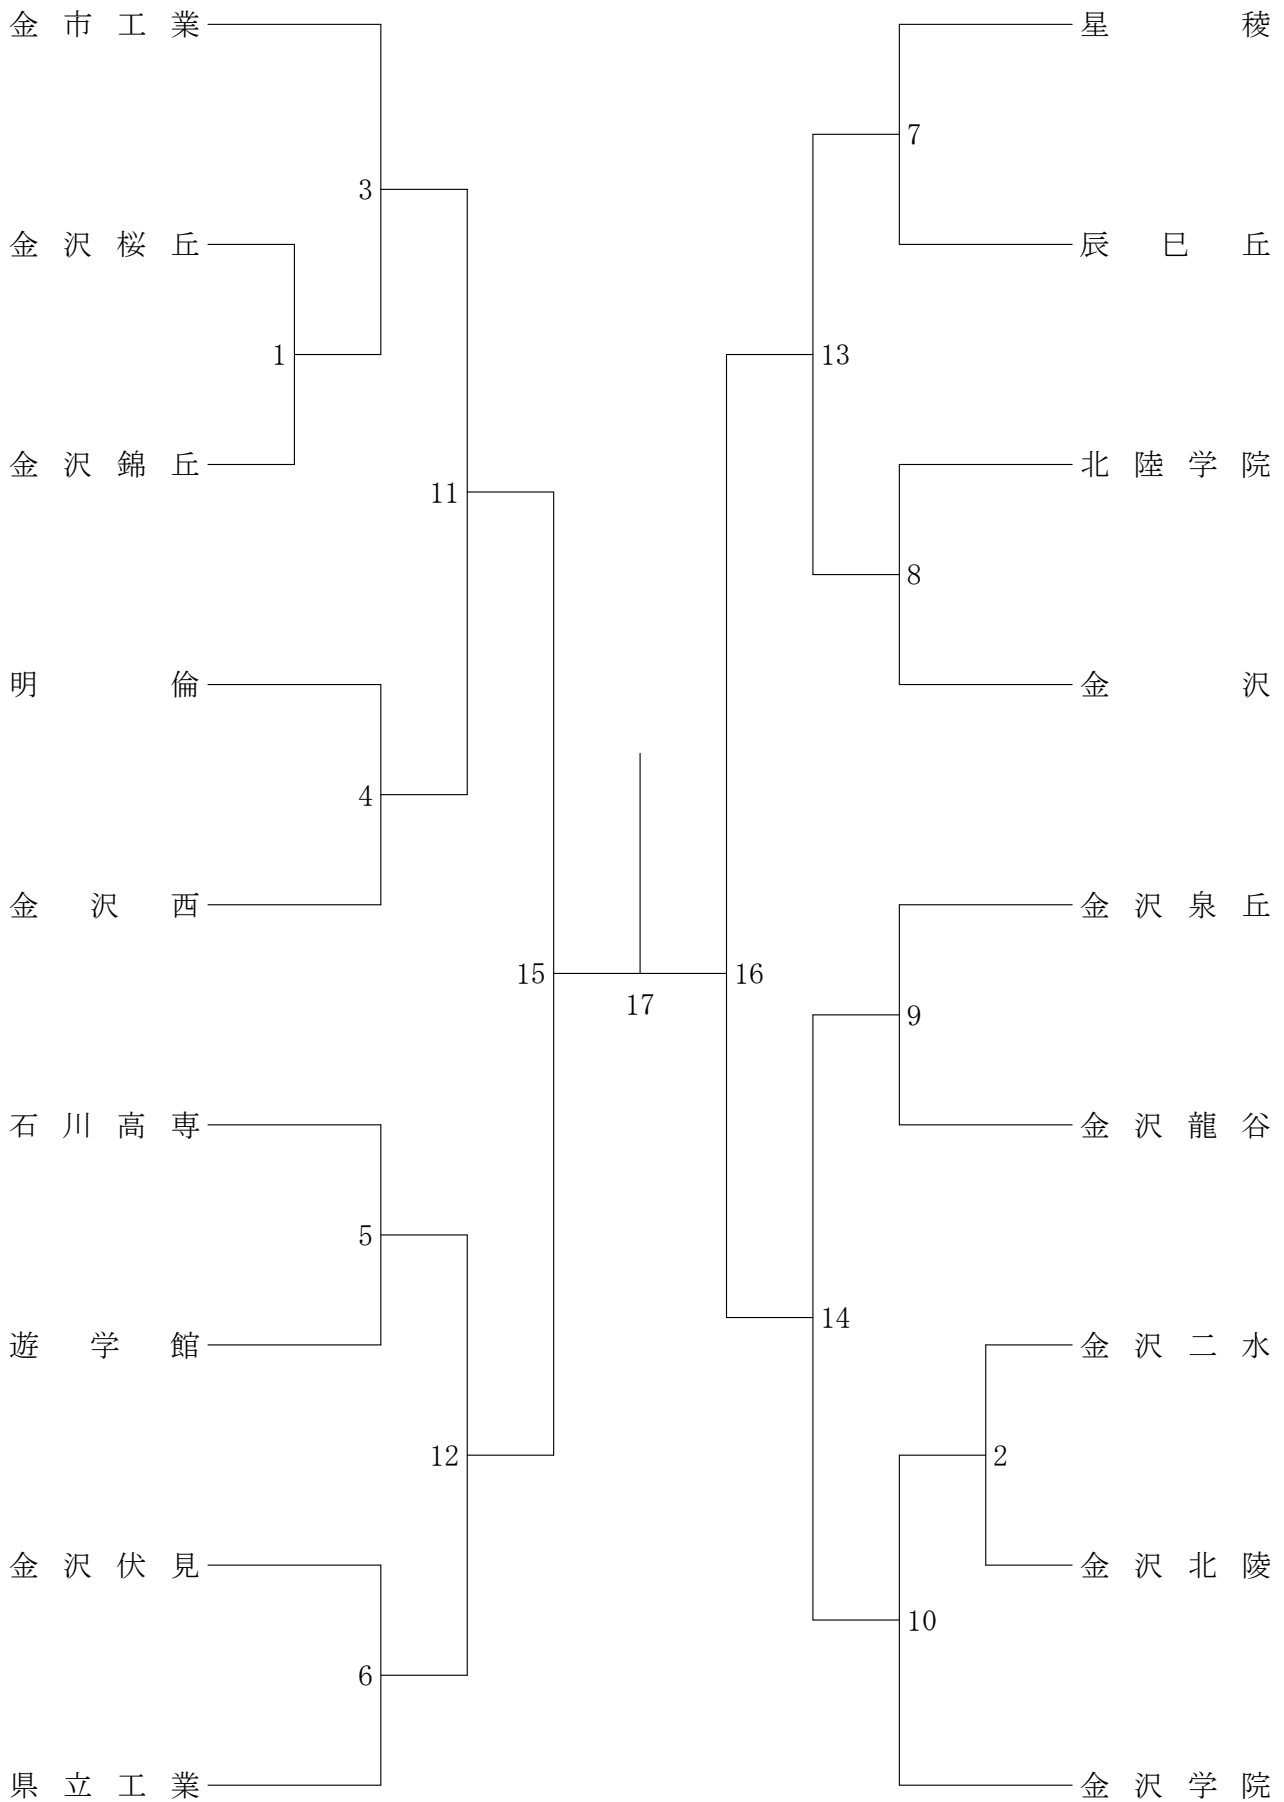 金市工業
3
金沢桜丘
1
金沢錦丘
11
明倫
4
金沢西
15
石川高専
5
遊学館
12
金沢伏見
6
県立工業
17
星稜
7
辰巳丘
13
北陸学院
8
金沢
金沢泉丘
16
9
金沢龍谷
14
金沢二水
2
金沢北陵
10
金沢学院